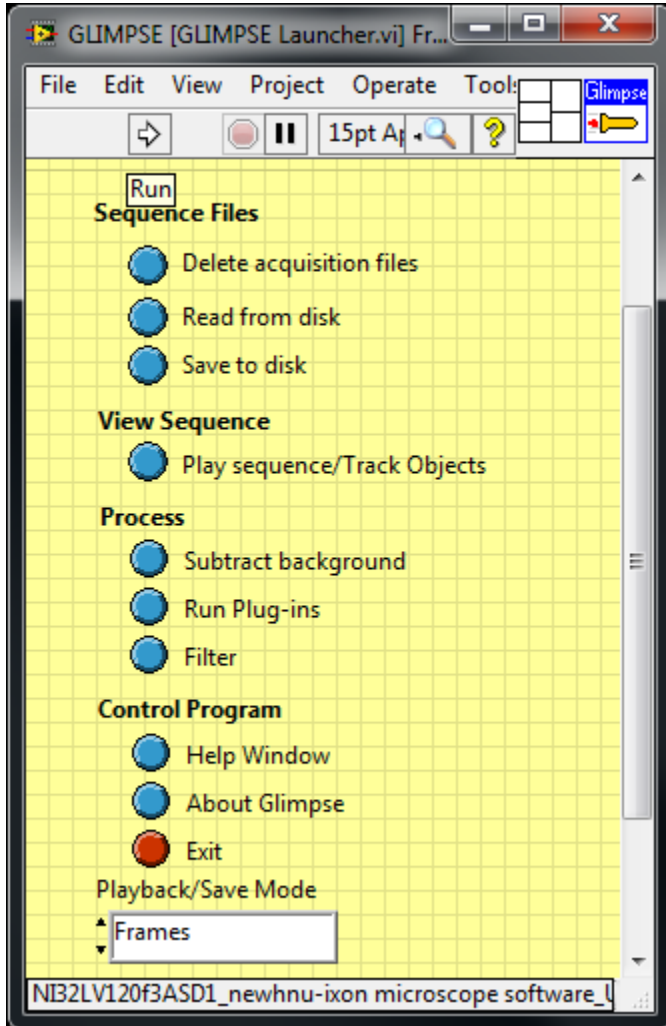 GLIMPSE [GLIMPSE Launcher.vi] Fr...
File Edit View Project Operate Tools
Glimpse
15pt Ap
Run
Sequence Files
Delete acquisition files
Read from disk
Save to disk
View Sequence
Play sequence/Track Objects
Process
Subtract background
Run Plug-ins
Filter
Control Program
Help Window
About Glimpse
Exit
Playback/Save Mode
Frames
NI32LV120f3ASD1_newhnu-ixon microscope software_